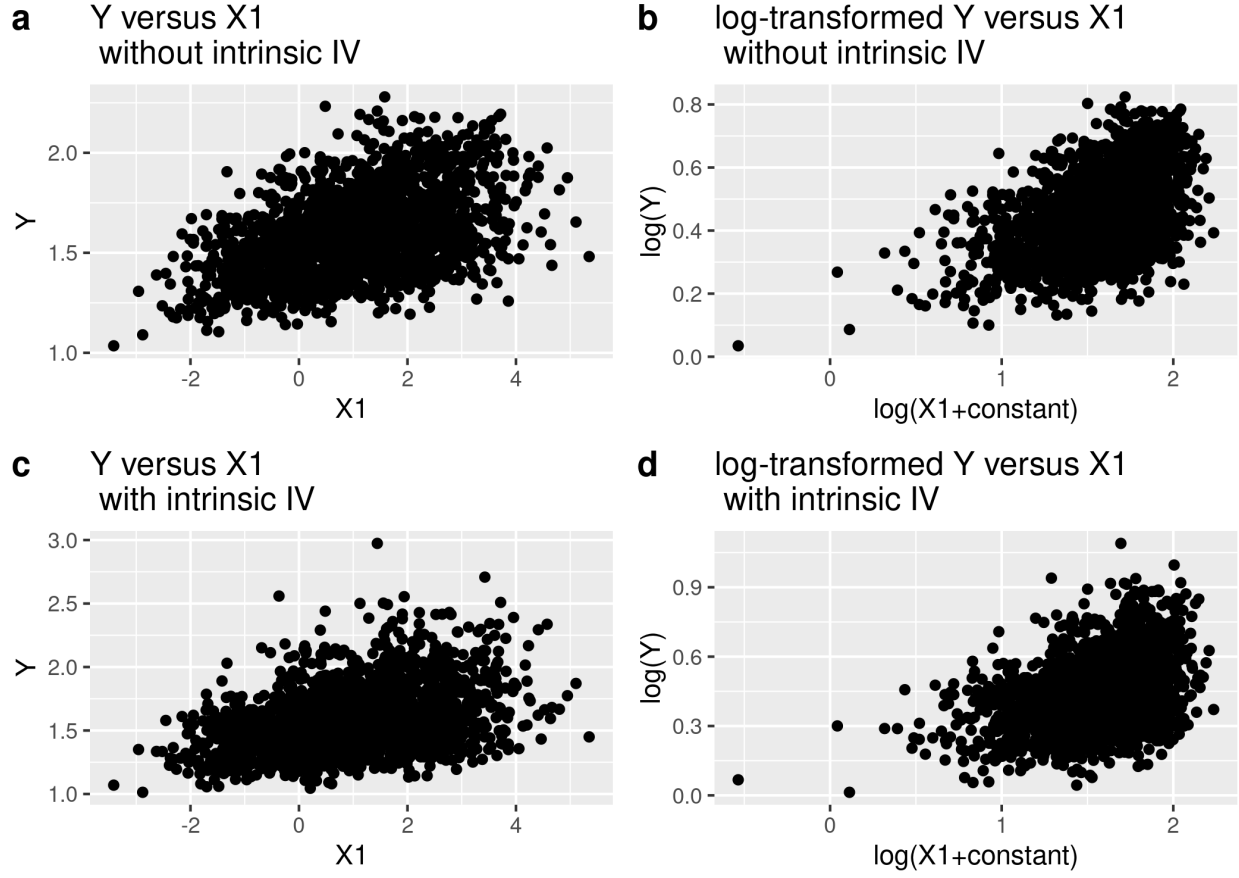 a
Y versus X1
without intrinsic IV
Y
2.0
1.5
1.0
-2 0 2 4
X1
b
log-transformed Y versus X1
without intrinsic IV
log(Y)
0.8
0.6
0.4
0.2
0.0
0 1 2
log(X1+constant)
c
Y versus X1
with intrinsic IV
Y
3.0
2.5
2.0
1.5
1.0
-2 0 2 4
X1
d
log-transformed Y versus X1
with intrinsic IV
log(Y)
0.9
0.6
0.3
0.0
0 1 2
log(X1+constant)